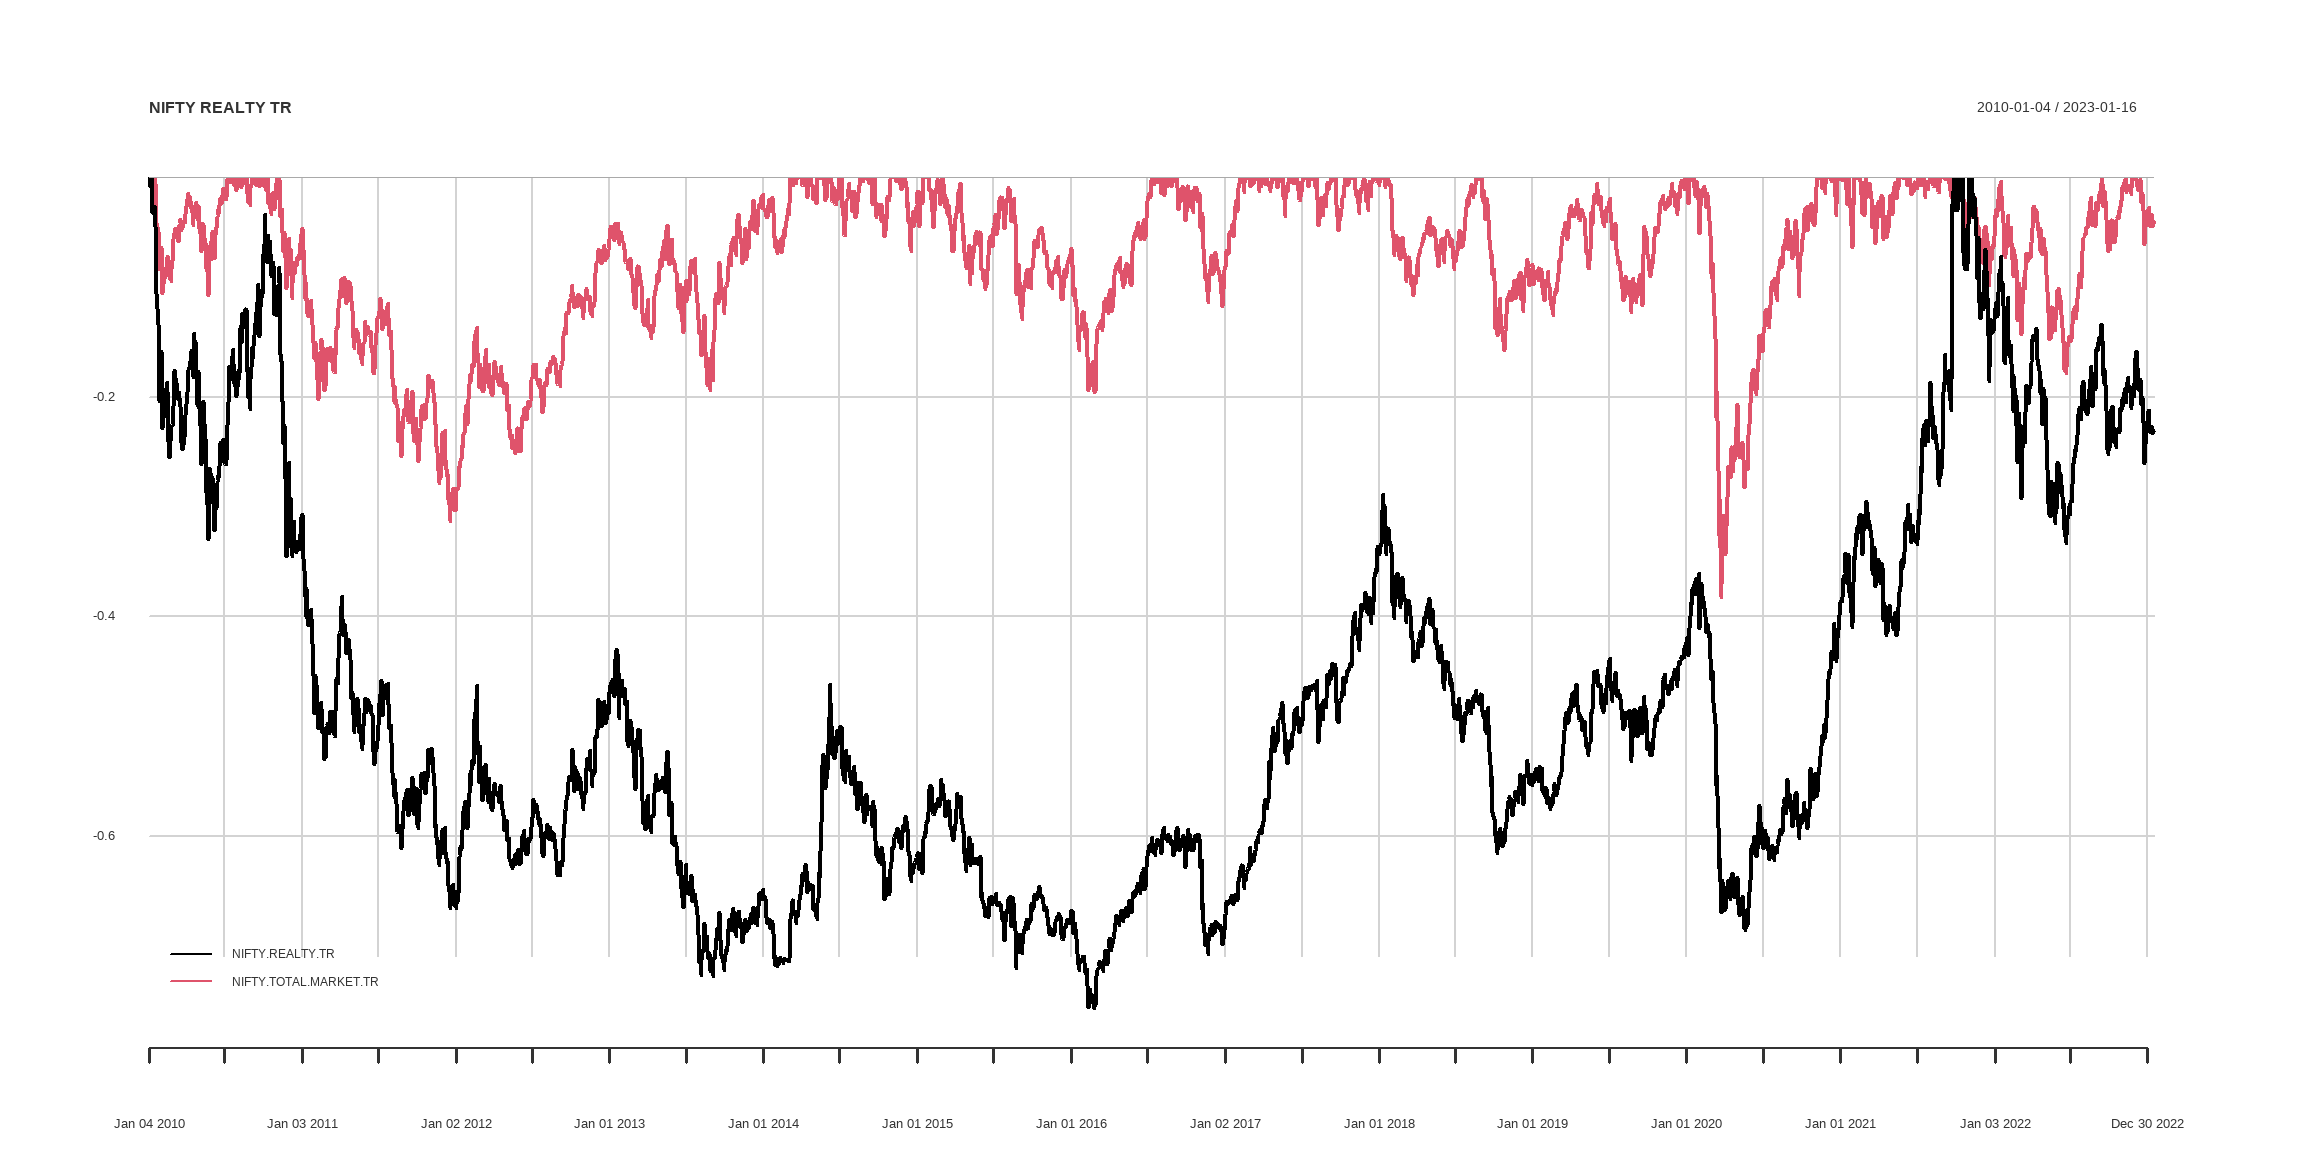 NIFTY REALTY TR
2010-01-04 / 2023-01-16
-0.2
-0.4
-0.6
NIFTY.REALTY.TR
NIFTY.TOTAL.MARKET.TR
Jan 04 2010 Jan 03 2011 Jan 02 2012 Jan 01 2013 Jan 01 2014 Jan 01 2015 Jan 01 2016 Jan 02 2017 Jan 01 2018 Jan 01 2019 Jan 01 2020 Jan 01 2021 Jan 03 2022 Dec 30 2022